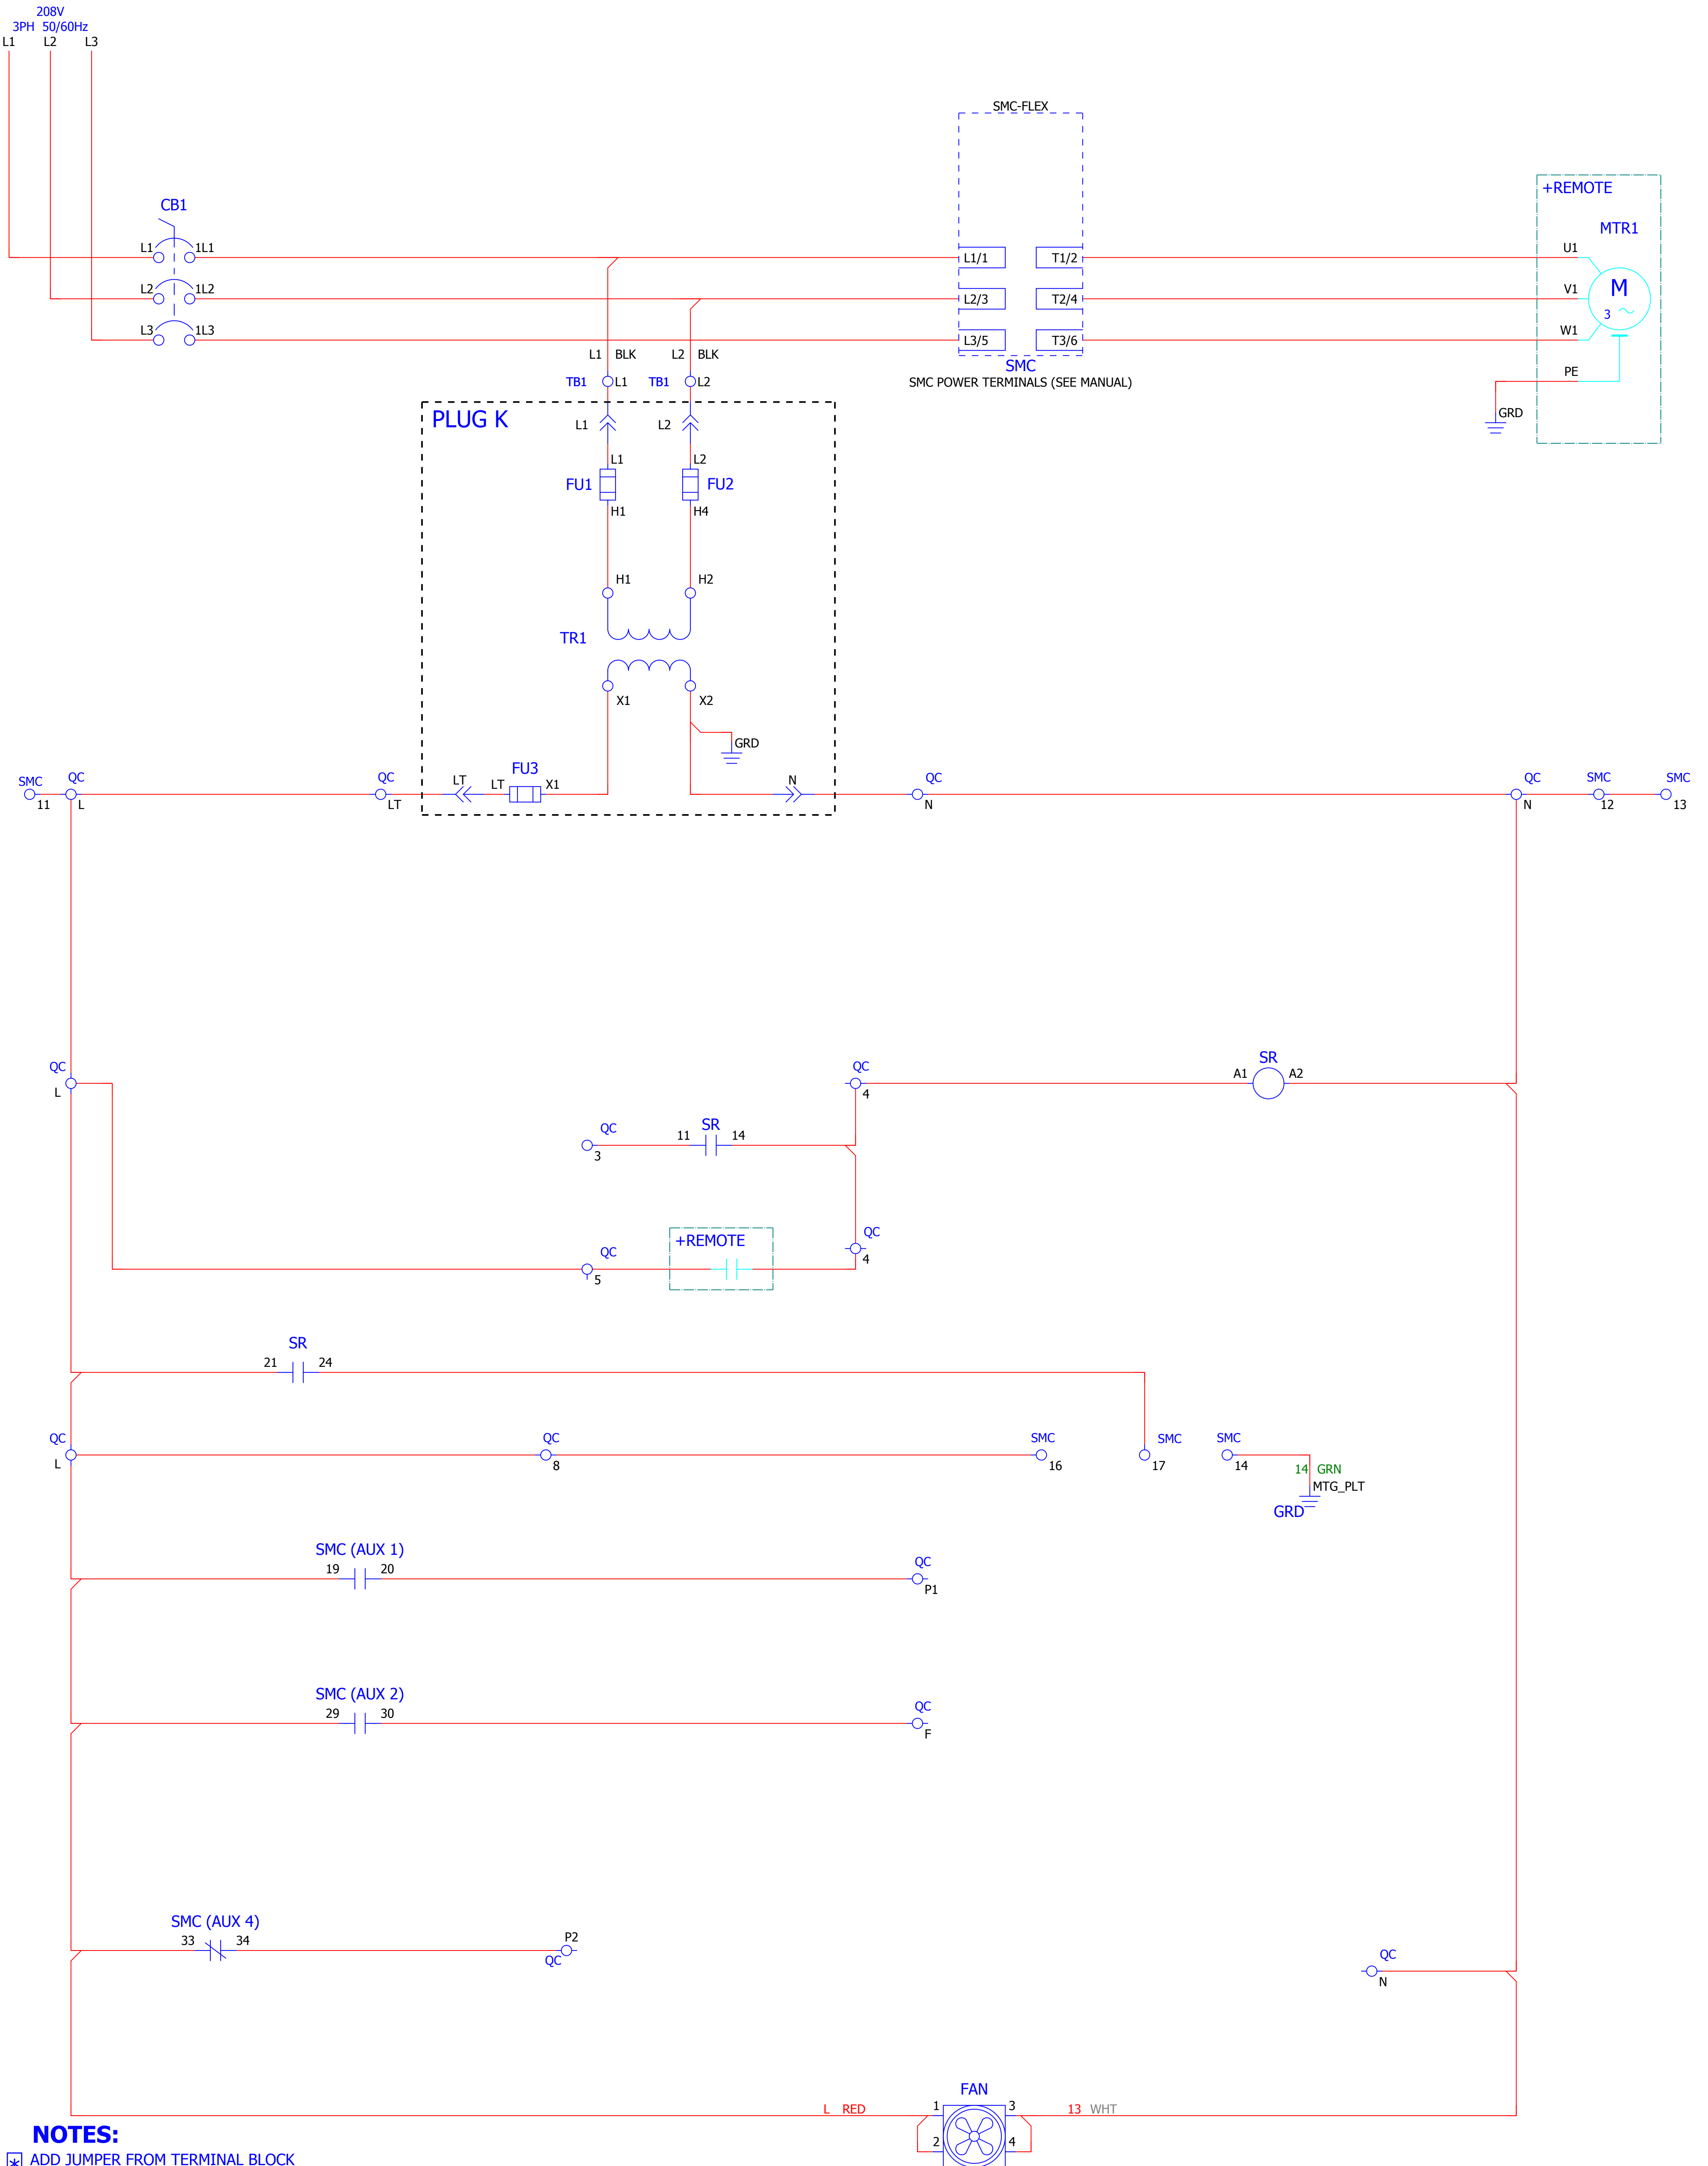 208V
3PH 50/60Hz
L1 L2 L3
SMC-FLEX
+REMOTE
CB1
MTR1
L1 1L1
L1/1 T1/2
U1
L2 1L2
L2/3 T2/4
V1
M
3
L3 1L3
L3/5 T3/6
W1
L1 BLK L2 BLK
SMC
PE
TB1 L1 TB1 L2
SMC POWER TERMINALS (SEE MANUAL)
PLUG K
GRD
L1 L2
L1 L2
FU1 FU2
H1 H4
H1 H2
TR1
X1 X2
GRD
FU3
SMC QC QC LT LT X1 N QC QC SMC SMC
11 L LT N N 12 13
QC QC SR
L 4 A1 A2
QC SR
11 14
3
QC
+REMOTE
QC
4
5
SR
21 24
QC QC SMC SMC SMC
L 8 16 17 14
14 GRN
MTG_PLT
GRD
SMC (AUX 1)
19 20
QC
P1
SMC (AUX 2)
29 30
QC
F
SMC (AUX 4)
33 34
P2
QC
QC
N
FAN
L RED 1 3 13 WHT
2 4
NOTES:
* ADD JUMPER FROM TERMINAL BLOCK